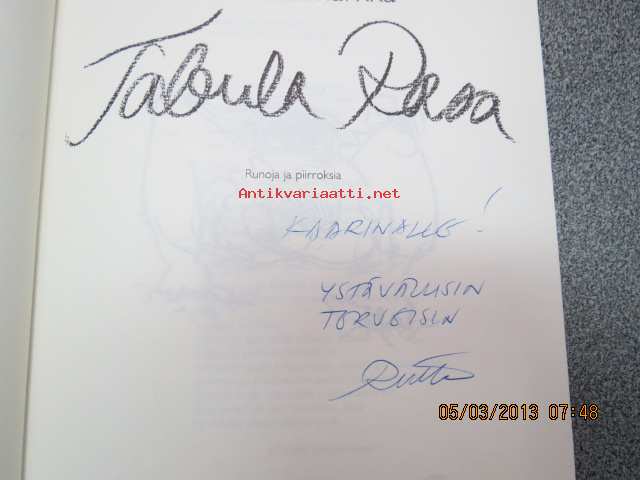 Tabula Rasa
Runoja ja piirroksia
Antikvariaatti.net
KAARINALLE!
YSTÄVÄLLISIN
TERVEISIN
05/03/2013 07:48